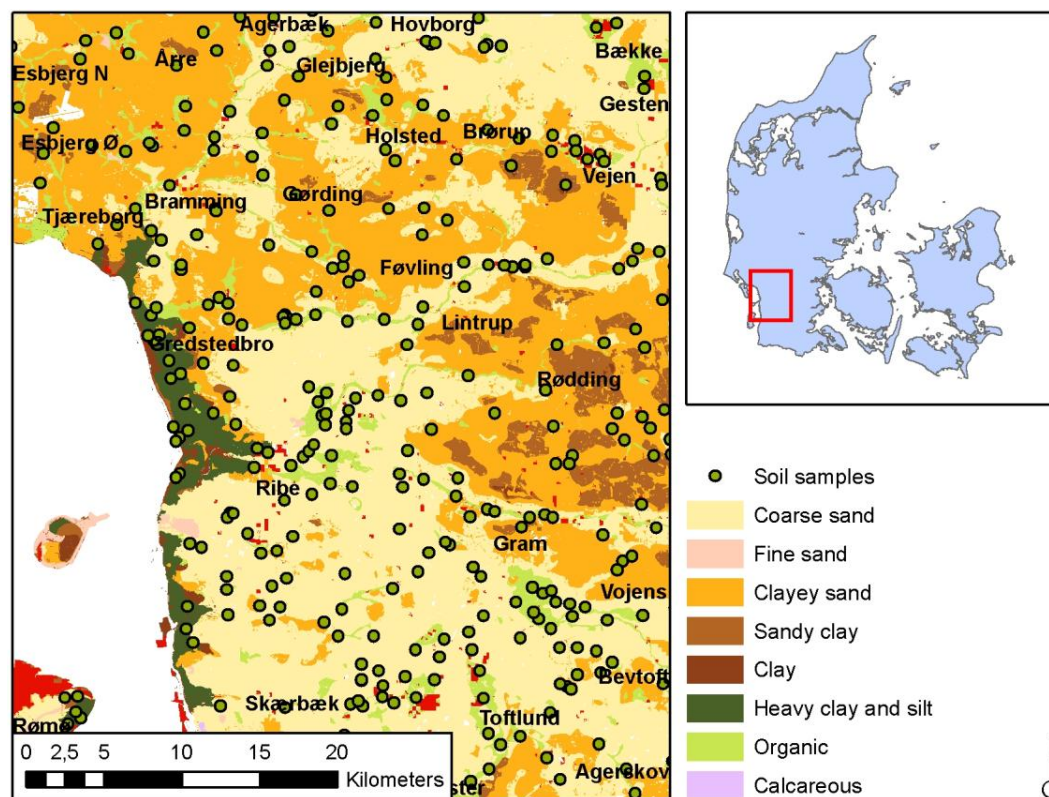 Agerbæk
Hovborg
Bække
Esbjerg N
Årre
Glejbjerg
Gesten
Esbjerg Ø
Holsted
Brørup
Vejen
Tjæreborg
Bramming
Gørding
Føvling
Lintrup
Gredstedbro
Rødding
Ribe
Gram
Vojens
Bevtoft
Skærbæk
Toftlund
Rømø
Agerskov
ster
0 2,5 5 10 15 20
Kilometers
Soil samples
Coarse sand
Fine sand
Clayey sand
Sandy clay
Clay
Heavy clay and silt
Organic
Calcareous